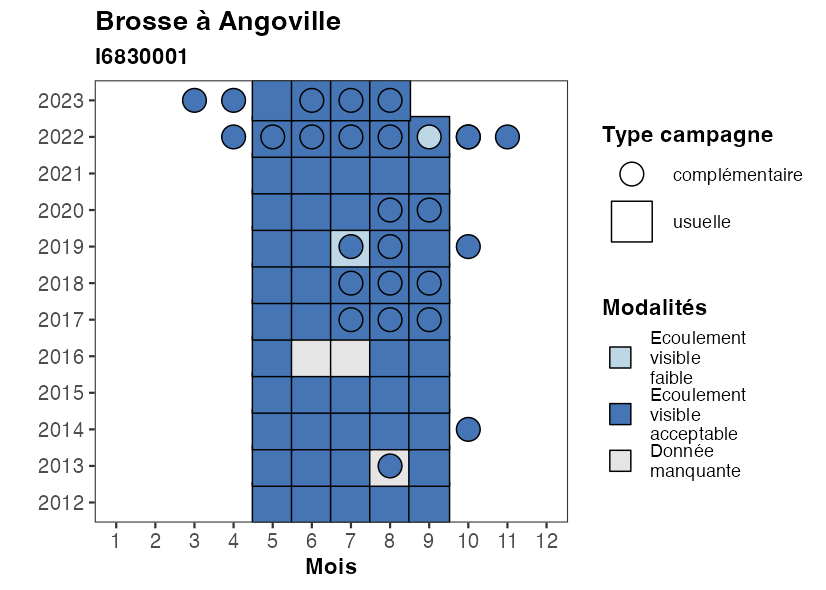 Brosse à Angoville
I6830001
2023
2022
2021
2020
2019
2018
2017
2016
2015
2014
2013
2012
1 2 3 4 5 6 7 8 9 10 11 12
Mois
Type campagne
complémentaire
usuelle
Modalités
Ecoulement
visible
faible
Ecoulement
visible
acceptable
Donnée
manquante